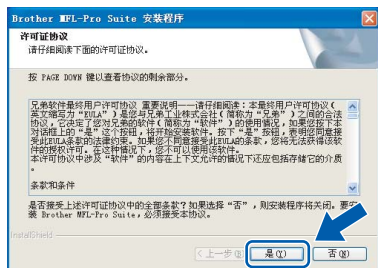 Brother MFL-Pro Suite 安装程序
许可证协议
请仔细阅读下面的许可证协议。
按 PAGE DOWN 键以查看协议的剩余部分。
兄弟软件最终用户许可协议 重要说明——请仔细阅读：本最终用户许可协议（
英文缩写为“EULA”）是您与兄弟工业株式会社（简称为“兄弟”）之间的合法
协议，它决定了您对兄弟的软件（简称为“软件”）的使用情况，如果您按下本
对话框上的“是”这个按钮，将开始安装软件。按下“是”按钮，表明您同意接
受此EULA条款的法律约束。如果您不同意接受此EULA的条款，您将无法获得该软
件的授权许可。在这种情况下，您不可以使用该软件。
本许可协议中涉及“软件”的内容在上下文允许的情况下还应包括存储它的介质
。
条款和条件
是否接受上述许可证协议中的全部条款？如果选择“否”，则安装程序将关闭。要安
装 Brother MFL-Pro Suite，必须接受本协议。
InstallShield
< 上一步(B)
是(Y)
否(N)